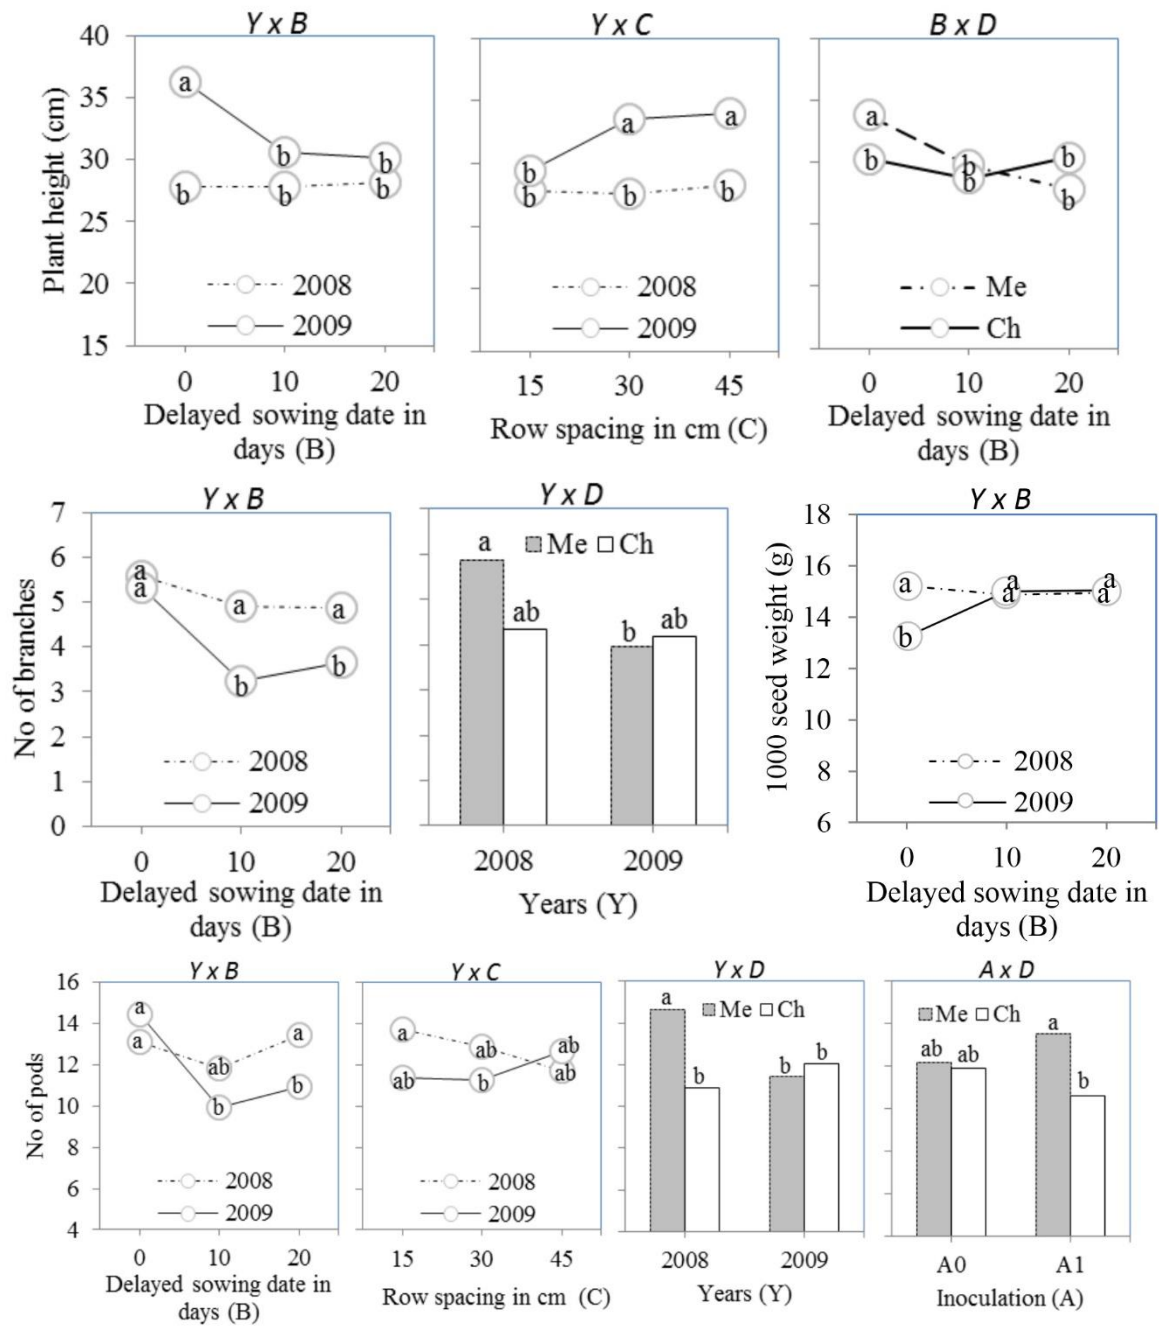 Y x B
Y x C
B x D
Plant height (cm)
40
35
30
25
20
15
a
b
b
b
b
b
2008
2009
0 10 20
Delayed sowing date in
days (B)
b
b
a
b
a
b
2008
2009
15 30 45
Row spacing in cm (C)
a
b
b
b
b
b
Me
Ch
0 10 20
Delayed sowing date in
days (B)
Y x B
Y x D
Y x B
No of branches
7
6
5
4
3
2
1
0
a
a
a
b
a
b
2008
2009
0 10 20
Delayed sowing date in
days (B)
Me Ch
a
ab
b
ab
2008 2009
Years (Y)
1000 seed weight (g)
18
16
14
12
10
8
6
a
b
a
a
a
a
2008
2009
0 10 20
Delayed sowing date in
days (B)
Y x B
Y x C
Y x D
A x D
No of pods
16
14
12
10
8
6
4
a
a
ab
b
a
b
2008
2009
0 10 20
Delayed sowing date in
days (B)
a
ab
ab
b
ab
ab
2008
2009
15 30 45
Row spacing in cm (C)
a
Me Ch
b
b
b
2008 2009
Years (Y)
Me Ch
ab
ab
a
b
A0 A1
Inoculation (A)